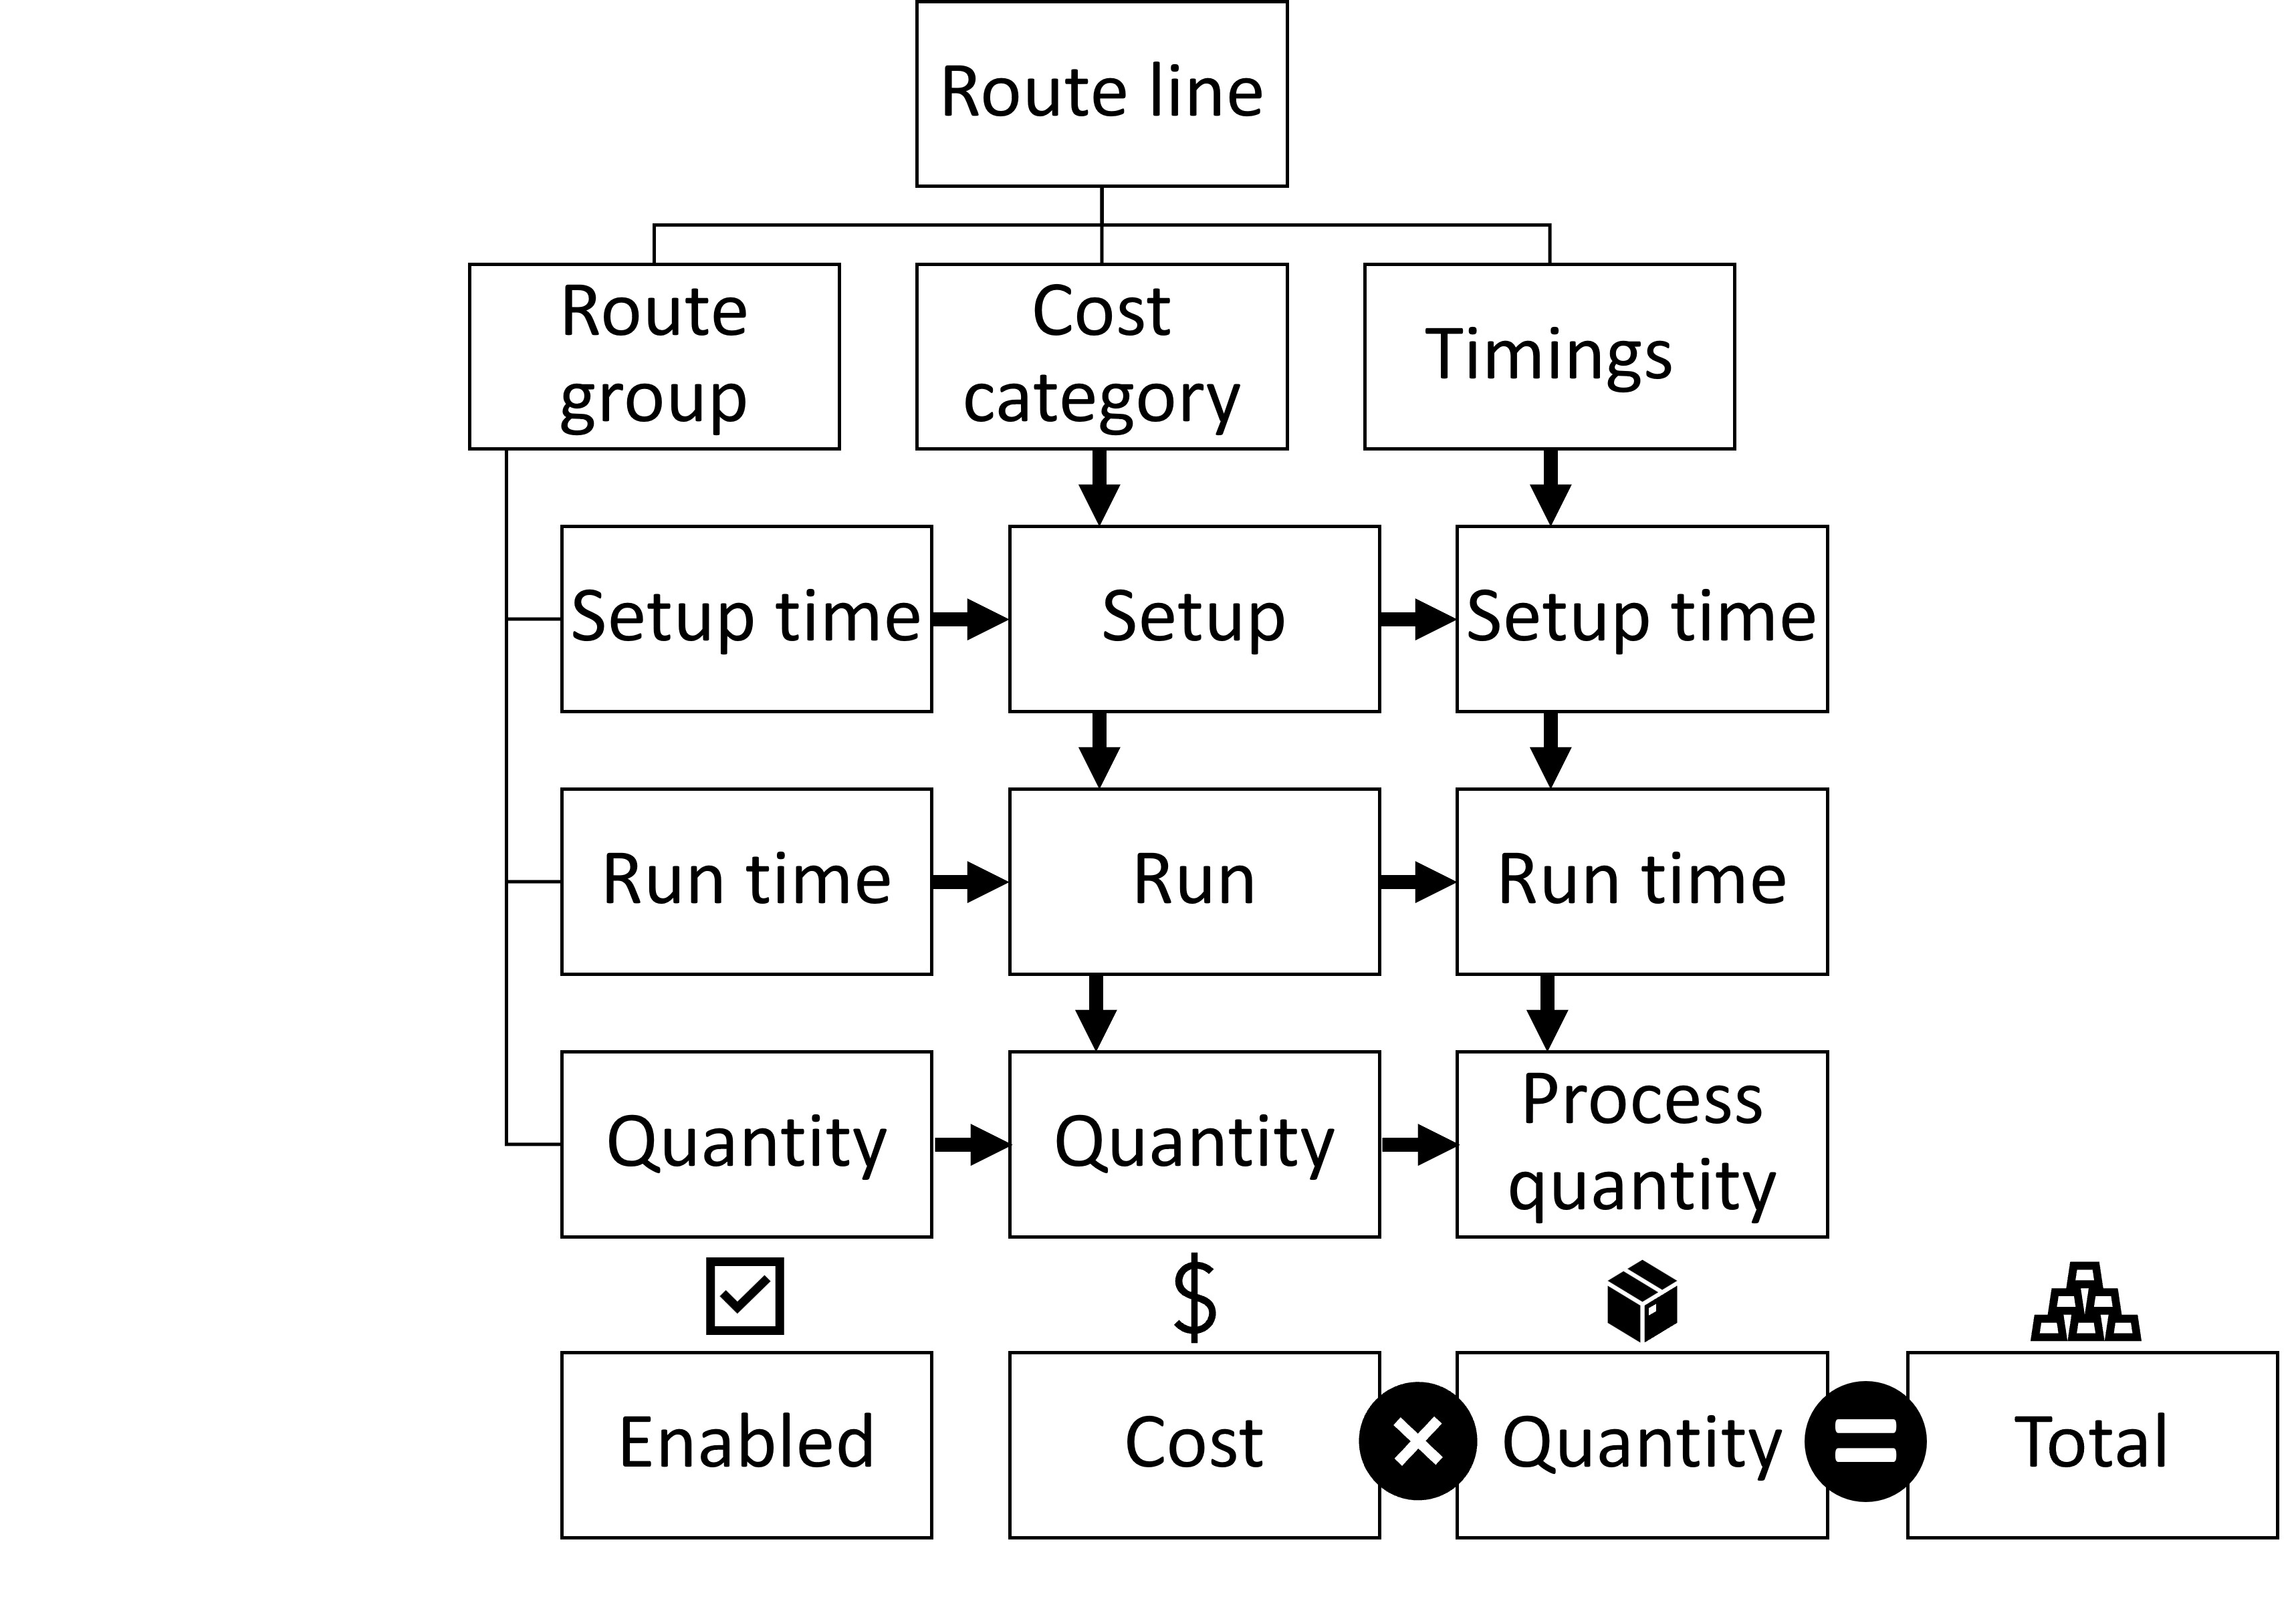 Route line
Route
group
Cost
category
Timings
Setup time
Setup
Setup time
Run time
Run
Run time
Quantity
Quantity
Process
quantity
$
Enabled
Cost
×
Quantity
=
Total